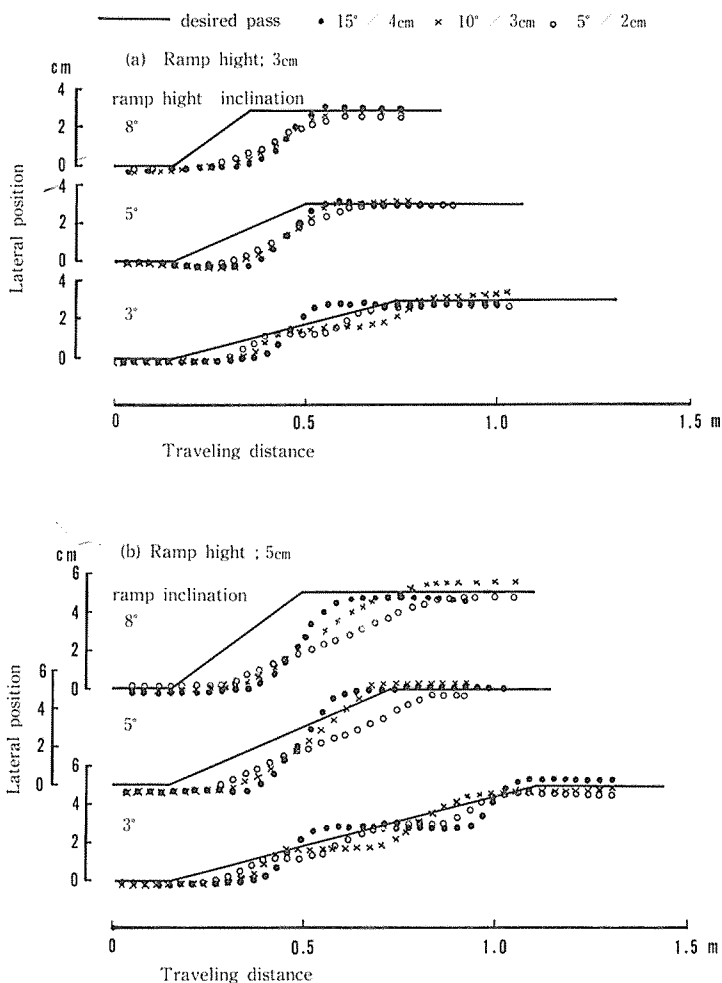 desired pass • 15° / 4cm × 10° / 3cm ○ 5° / 2cm
(a) Ramp hight; 3cm
cm
ramp hight inclination
4
2
0
8°
4
2
0
5°
4
2
0
3°
Lateral position
0 0.5 1.0 1.5 m
Traveling distance
(b) Ramp hight ; 5cm
cm
ramp inclination
6
4
2
0
8°
6
4
2
0
5°
6
4
2
0
3°
Lateral position
0 0.5 1.0 1.5 m
Traveling distance